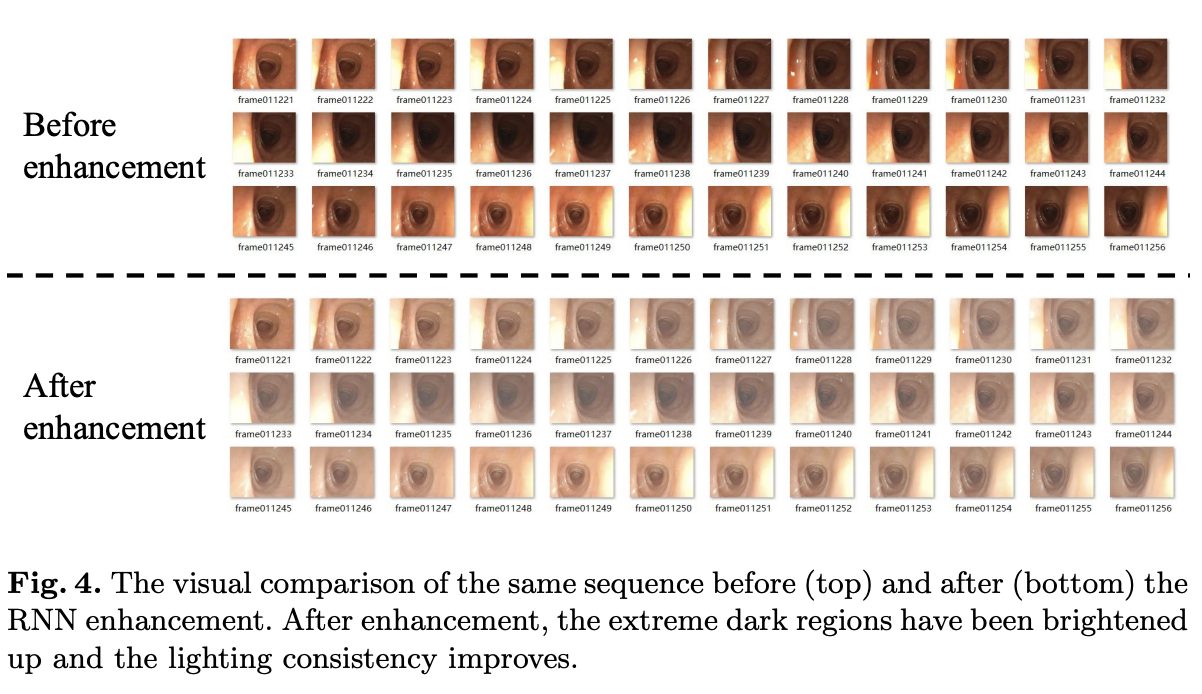 Before
enhancement
frame011221 frame011222 frame011223 frame011224 frame011225 frame011226 frame011227 frame011228 frame011229 frame011230 frame011231 frame011232
frame011233 frame011234 frame011235 frame011236 frame011237 frame011238 frame011239 frame011240 frame011241 frame011242 frame011243 frame011244
frame011245 frame011246 frame011247 frame011248 frame011249 frame011250 frame011251 frame011252 frame011253 frame011254 frame011255 frame011256
After
enhancement
frame011221 frame011222 frame011223 frame011224 frame011225 frame011226 frame011227 frame011228 frame011229 frame011230 frame011231 frame011232
frame011233 frame011234 frame011235 frame011236 frame011237 frame011238 frame011239 frame011240 frame011241 frame011242 frame011243 frame011244
frame011245 frame011246 frame011247 frame011248 frame011249 frame011250 frame011251 frame011252 frame011253 frame011254 frame011255 frame011256
Fig. 4. The visual comparison of the same sequence before (top) and after (bottom) the
RNN enhancement. After enhancement, the extreme dark regions have been brightened
up and the lighting consistency improves.